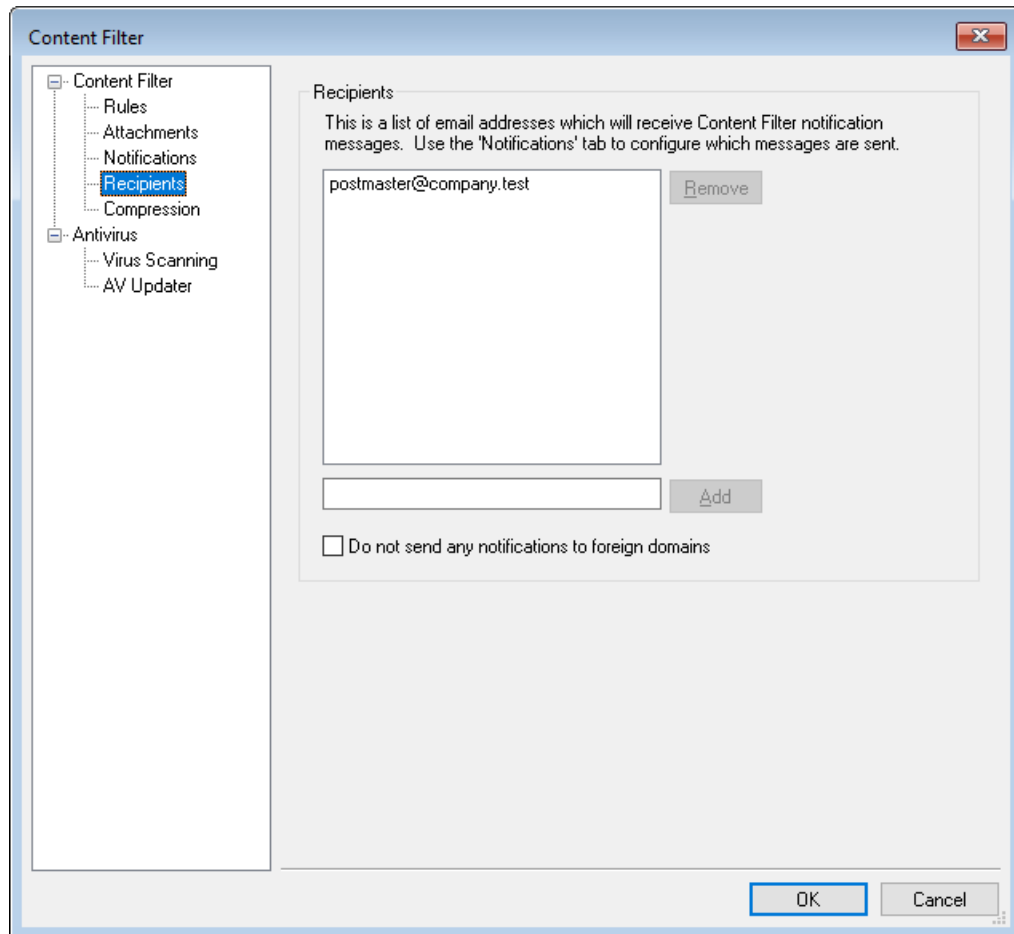 Content Filter
Content Filter
Rules
Attachments
Notifications
Recipients
Compression
Antivirus
Virus Scanning
AV Updater
Recipients
This is a list of email addresses which will receive Content Filter notification
messages.  Use the 'Notifications' tab to configure which messages are sent.
postmaster@company.test
Remove
Add
Do not send any notifications to foreign domains
OK
Cancel